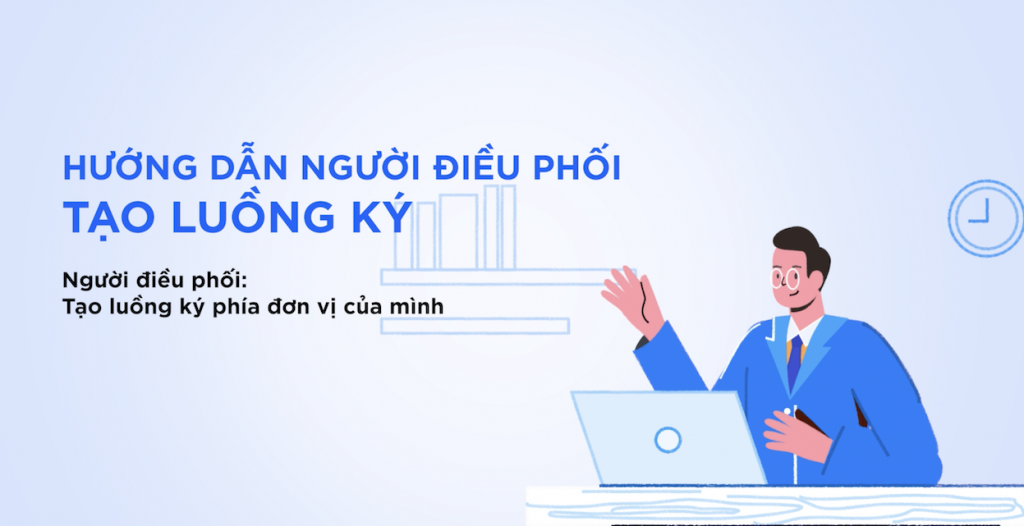 HƯỚNG DẪN NGƯỜI ĐIỀU PHỐI
TẠO LUỒNG KÝ
Người điều phối:
Tạo luồng ký phía đơn vị của mình